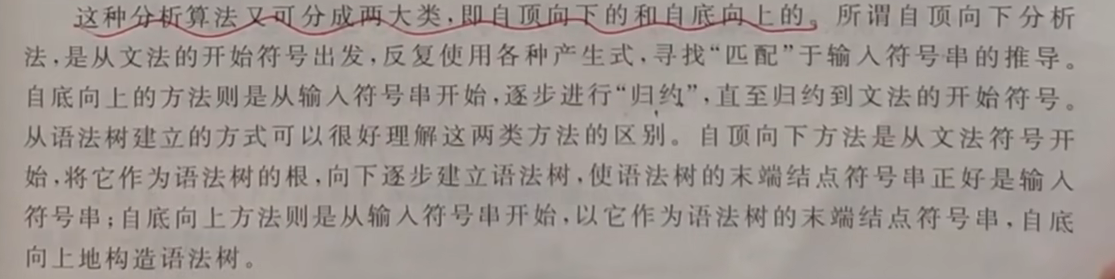 这种分析算法又可分成两大类,即自顶向下的和自底向上的。所谓自顶向下分析
法,是从文法的开始符号出发,反复使用各种产生式,寻找“匹配”于输入符号串的推导。
自底向上的方法则是从输入符号串开始,逐步进行“归约”,直至归约到文法的开始符号。
从语法树建立的方式可以很好理解这两类方法的区别。自顶向下方法是从文法符号开
始,将它作为语法树的根,向下逐步建立语法树,使语法树的末端结点符号串正好是输入
符号串;自底向上方法则是从输入符号串开始,以它作为语法树的末端结点符号串,自底
向上地构造语法树。